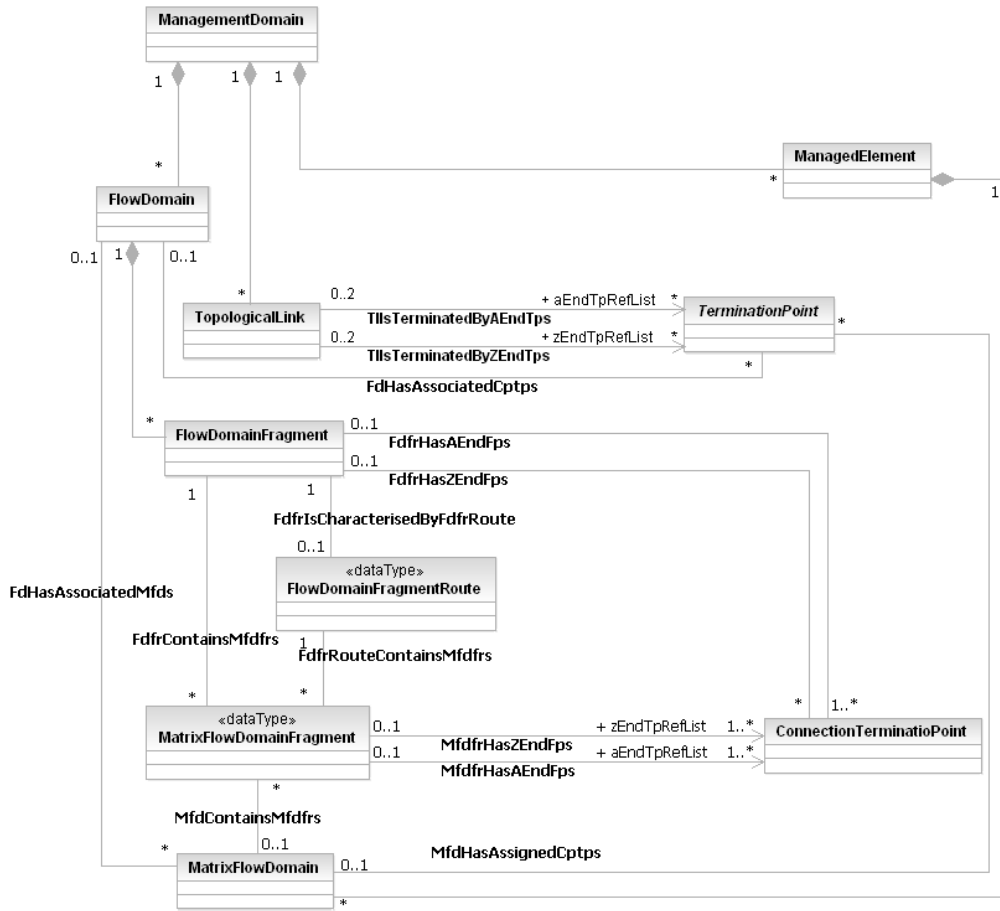 ManagementDomain
1
1
1
*
*
ManagedElement
1
FlowDomain
0..1
1
0..1
*
TopologicalLink
0..2
+ aEndTpRefList
*
TlIsTerminatedByAEndTps
0..2
+ zEndTpRefList
*
TlIsTerminatedByZEndTps
TerminationPoint
*
*
FdHasAssociatedCptps
*
FlowDomainFragment
0..1
FdfrHasAEndFps
0..1
FdfrHasZEndFps
1
1
FdfrIsCharacterisedByFdfrRoute
0..1
«dataType»
FlowDomainFragmentRoute
FdHasAssociatedMfds
FdfrContainsMfdfrs
1
FdfrRouteContainsMfdfrs
*
*
*
1..*
«dataType»
MatrixFlowDomainFragment
0..1
+ zEndTpRefList
1..*
MfdfrHasZEndFps
0..1
+ aEndTpRefList
1..*
MfdfrHasAEndFps
ConnectionTerminatioPoint
*
MfdContainsMfdfrs
0..1
*
MatrixFlowDomain
0..1
MfdHasAssignedCptps
*